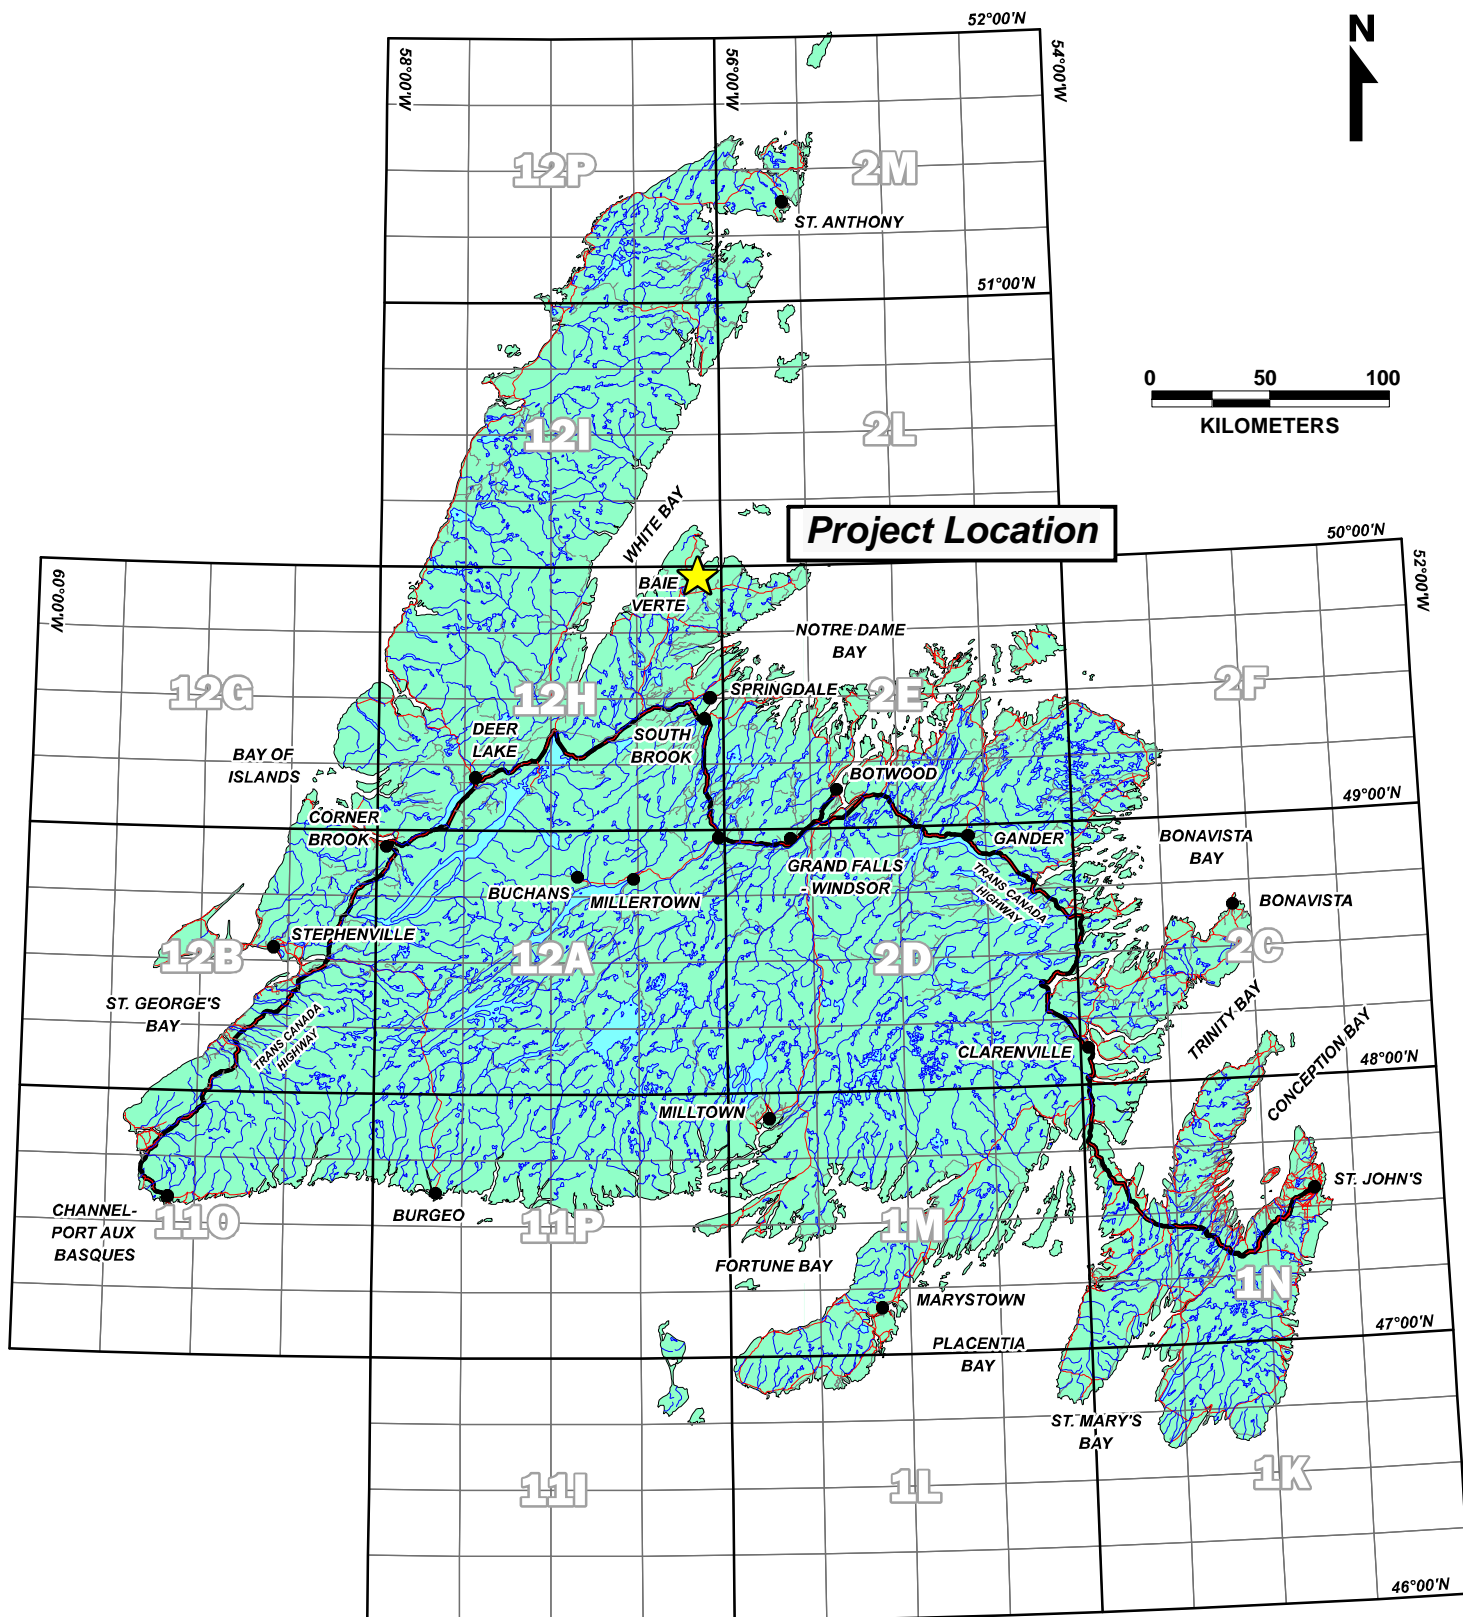 52°00'N
N
58°00'W
56°00'W
54°00'W
12P
2M
ST. ANTHONY
51°00'N
0 50 100
KILOMETERS
12I
2L
WHITE BAY
Project Location
50°00'N
60°00'W
52°00'W
BAIE
VERTE
NOTRE DAME
BAY
12G
12H
SPRINGDALE
2E
2F
DEER
LAKE
SOUTH
BROOK
BAY OF
ISLANDS
BOTWOOD
49°00'N
CORNER
BROOK
GANDER
BONAVISTA
BAY
GRAND FALLS
- WINDSOR
BUCHANS
MILLERTOWN
TRANS CANADA
HIGHWAY
BONAVISTA
STEPHENVILLE
12B
12A
2D
2C
ST. GEORGE'S
BAY
TRANS CANADA
HIGHWAY
TRINITY BAY
CONCEPTION BAY
CLARENVILLE
48°00'N
MILLTOWN
ST. JOHN'S
CHANNEL-
PORT AUX
BASQUES
11O
BURGEO
11P
1M
FORTUNE BAY
1N
MARYSTOWN
47°00'N
PLACENTIA
BAY
ST. MARY'S
BAY
11I
1L
1K
46°00'N